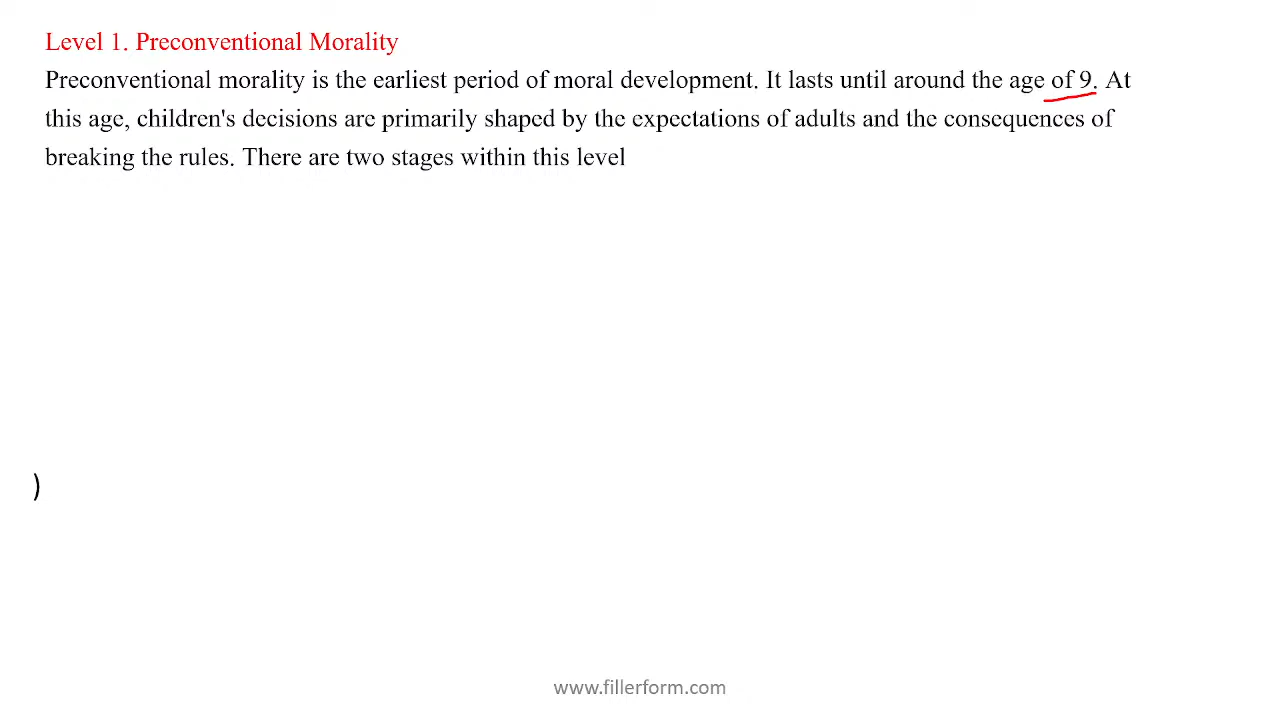 Level 1. Preconventional Morality
Preconventional morality is the earliest period of moral development. It lasts until around the age of 9. At
this age, children's decisions are primarily shaped by the expectations of adults and the consequences of
breaking the rules. There are two stages within this level
)
www.fillerform.com